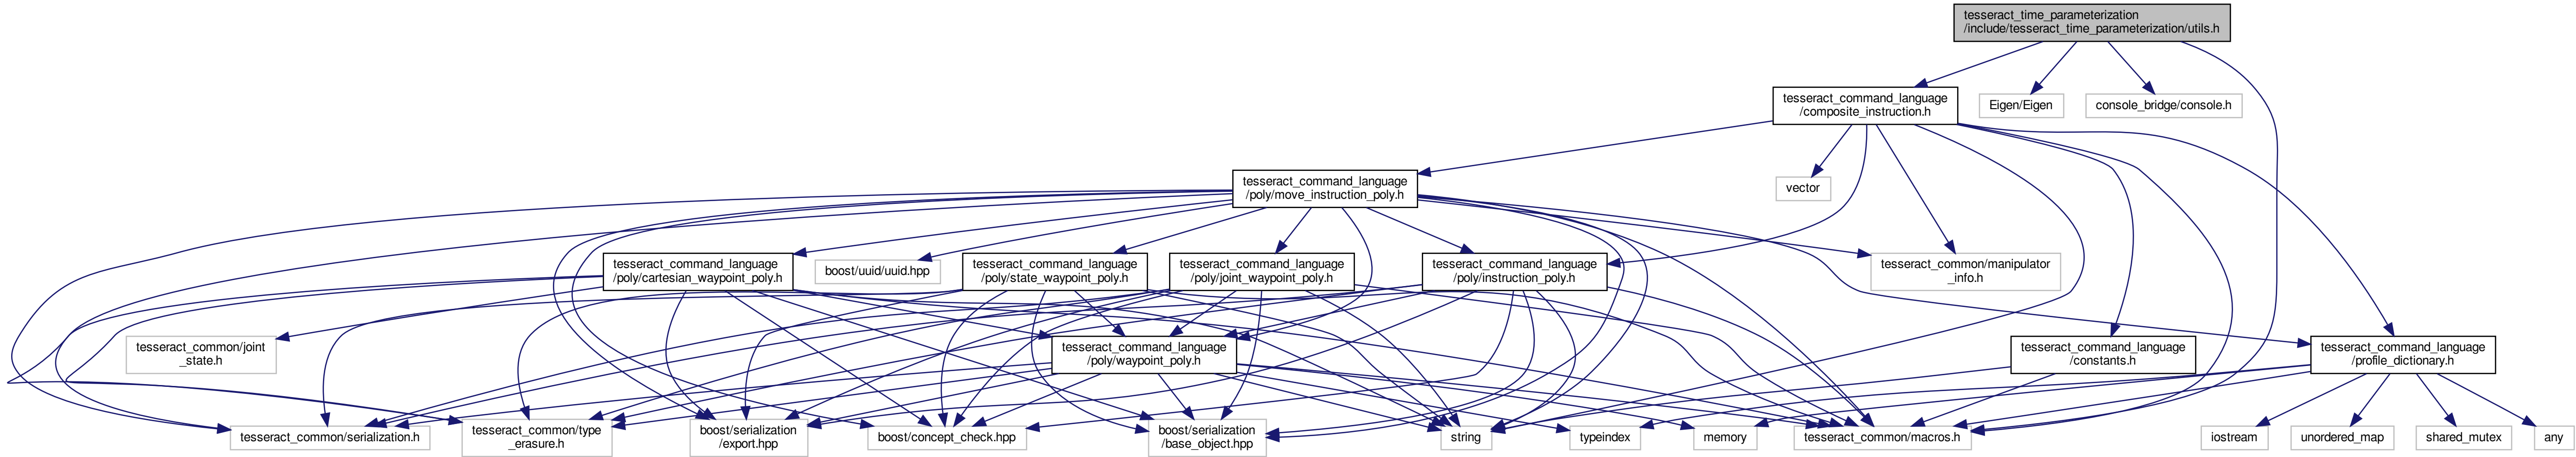 tesseract_time_parameterization
/include/tesseract_time_parameterization/utils.h
tesseract_command_language
/composite_instruction.h
Eigen/Eigen
console_bridge/console.h
tesseract_command_language
/poly/move_instruction_poly.h
vector
tesseract_command_language
/poly/cartesian_waypoint_poly.h
boost/uuid/uuid.hpp
tesseract_command_language
/poly/state_waypoint_poly.h
tesseract_command_language
/poly/joint_waypoint_poly.h
tesseract_command_language
/poly/instruction_poly.h
tesseract_common/manipulator
_info.h
tesseract_common/joint
_state.h
tesseract_command_language
/poly/waypoint_poly.h
tesseract_command_language
/constants.h
tesseract_command_language
/profile_dictionary.h
tesseract_common/serialization.h
tesseract_common/type
_erasure.h
boost/serialization
/export.hpp
boost/concept_check.hpp
boost/serialization
/base_object.hpp
string
typeindex
memory
tesseract_common/macros.h
iostream
unordered_map
shared_mutex
any